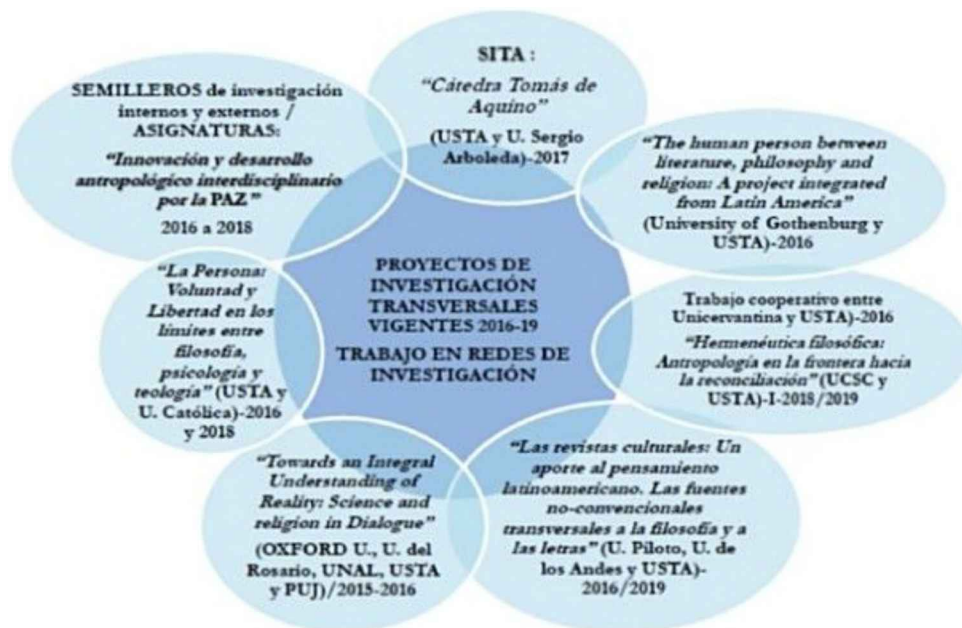 SITA :
“Cátedra Tomás de
Aquino”
(USTA y U. Sergio
Arboleda)-2017
“The human person between
literature, philosophy and
religion: A project integrated
from Latin America”
(University of Gothenburg y
USTA)-2016
Trabajo cooperativo entre
Unicervantina y USTA)-2016
“Hermenéutica filosófica:
Antropología en la frontera hacia
la reconciliación” (UCSC y
USTA)-I-2018/2019
“Las revistas culturales: Un
aporte al pensamiento
latinoamericano. Las fuentes
no-convencionales
transversales a la filosofía y a
las letras” (U. Piloto, U. de
los Andes y USTA)-
2016/2019
“Towards an Integral
Understanding of
Reality: Science and
religion in Dialogue”
(OXFORD U., U. del
Rosario, UNAL, USTA
y PUJ)/2015-2016
“La Persona:
Voluntad y
Libertad en los
límites entre
filosofía,
psicología y
teología” (USTA y
U. Católica)-2016
y 2018
SEMILLEROS de investigación
internos y externos /
ASIGNATURAS:
“Innovación y desarrollo
antropológico interdisciplinario
por la PAZ”
2016 a 2018
PROYECTOS DE
INVESTIGACIÓN
TRANSVERSALES
VIGENTES 2016-19
TRABAJO EN REDES DE
INVESTIGACIÓN